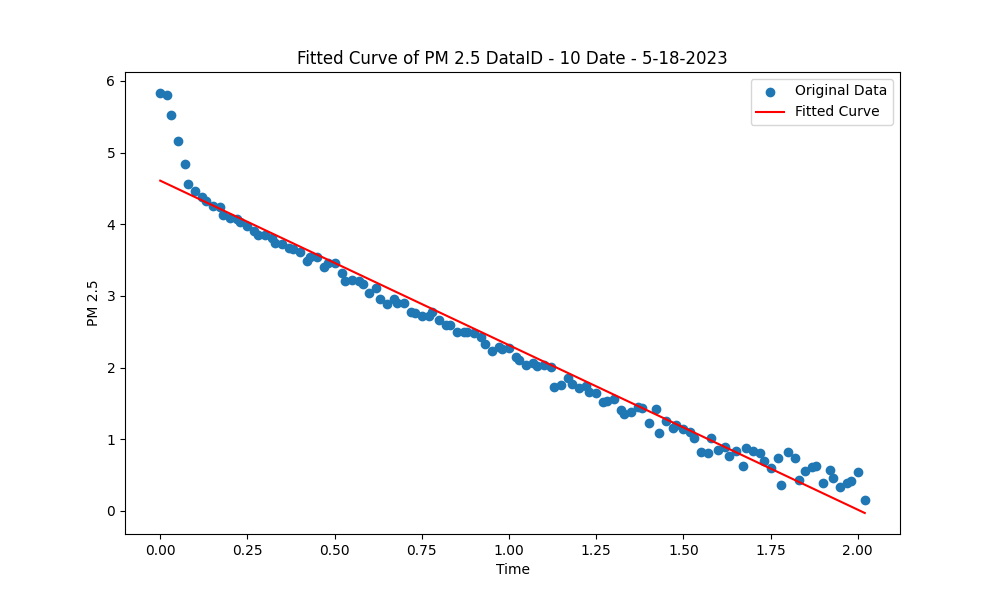 Fitted Curve of PM 2.5 DataID - 10 Date - 5-18-2023
Original Data
Fitted Curve
6
5
4
3
2
1
0
PM 2.5
0.00 0.25 0.50 0.75 1.00 1.25 1.50 1.75 2.00
Time